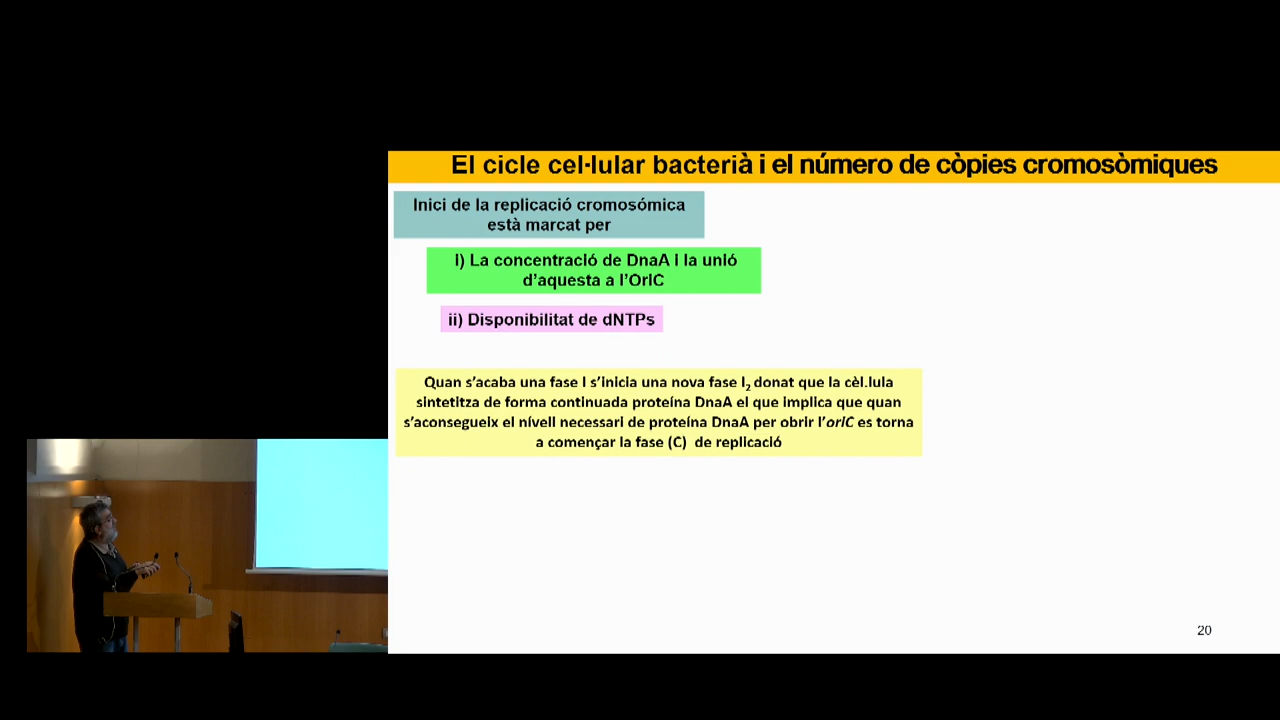 El cicle cel·lular bacterià i el número de còpies cromosòmiques
Inici de la replicació cromosómica
està marcat per
I) La concentració de DnaA i la unió
d'aquesta a l'OrIC
ii) Disponibilitat de dNTPs
Quan s'acaba una fase I s'inicia una nova fase I₂ donat que la cèl.lula
sintetitza de forma continuada proteína DnaA el que implica que quan
s'aconsegueix el nívell necessari de proteína DnaA per obrir l'oriC es torna
a començar la fase (C) de replicació
20